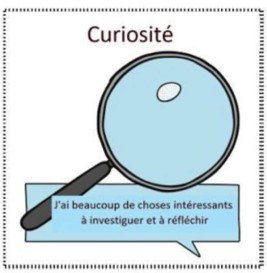 Curiosité
J'ai beaucoup de choses intéressants
à investiguer et à réfléchir